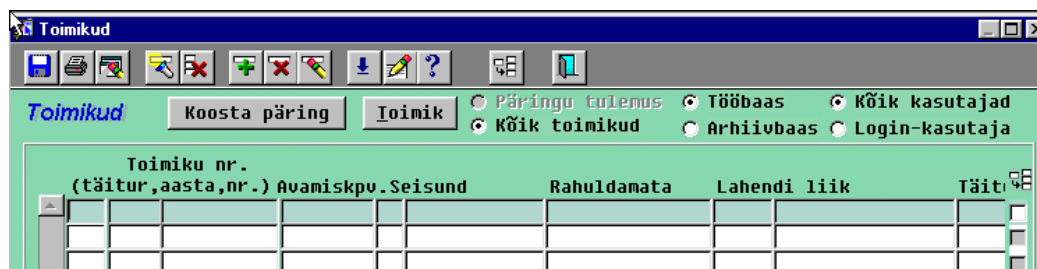 Toimikud
Toimikud Koosta päring Toimik Päringu tulemus Tööbaas Kõik kasutajad
Kõik toimikud Arhiivbaas Login-kasutaja
Toimiku nr.
(täitur,aasta,nr.) Avamiskpv. Seisund Rahuldamata Lahendi liik Täit